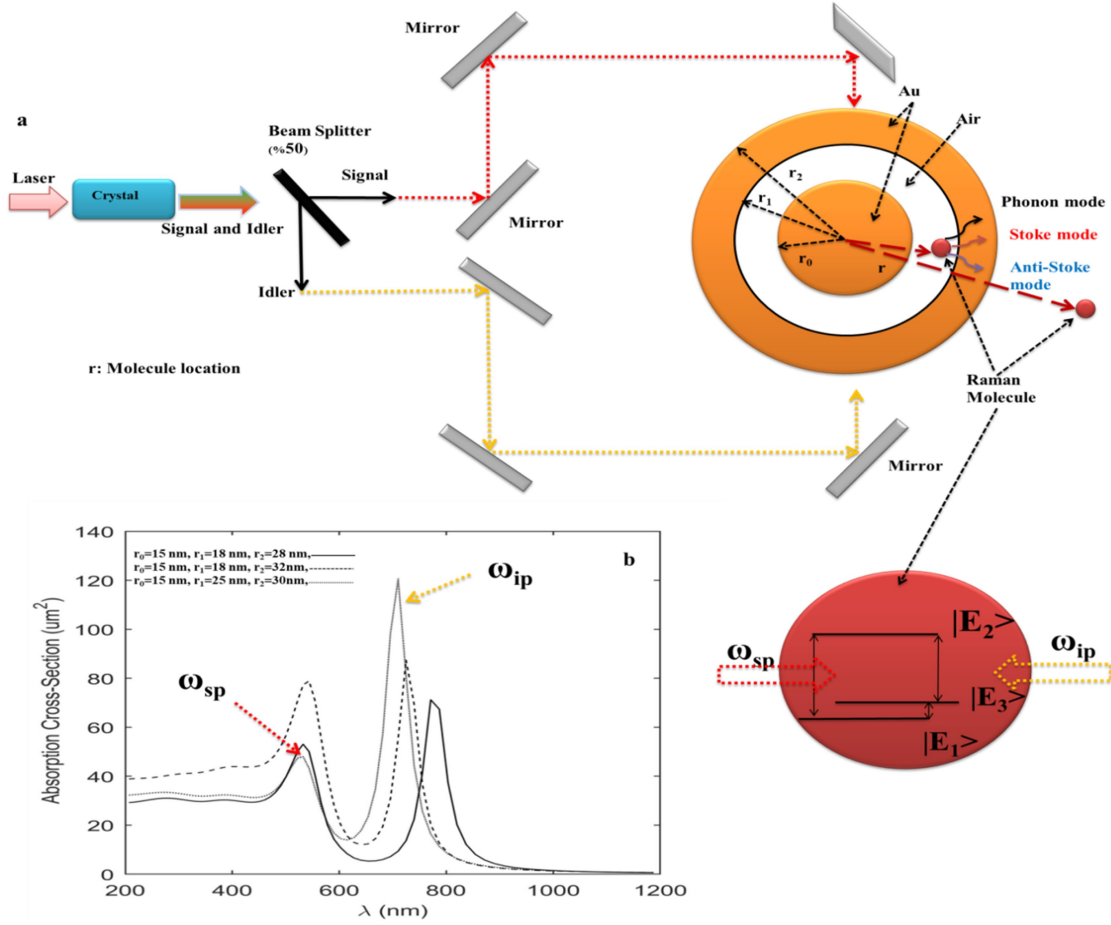 a
Laser
Crystal
Signal and Idler
Beam Splitter
(%50)
Signal
Idler
Mirror
Mirror
Mirror
Au
Air
r₂
r₁
r₀
r
Phonon mode
Stoke mode
Anti-Stoke
mode
Raman
Molecule
r: Molecule location
b
r₀=15 nm, r₁=18 nm, r₂=28 nm,
r₀=15 nm, r₁=18 nm, r₂=32nm,
r₀=15 nm, r₁=25 nm, r₂=30nm,
ωsp
ωip
Absorption Cross-Section (um²)
140
120
100
80
60
40
20
0
200
400
600
800
1000
1200
λ (nm)
ωsp
ωip
|E₂>
|E₃>
|E₁>